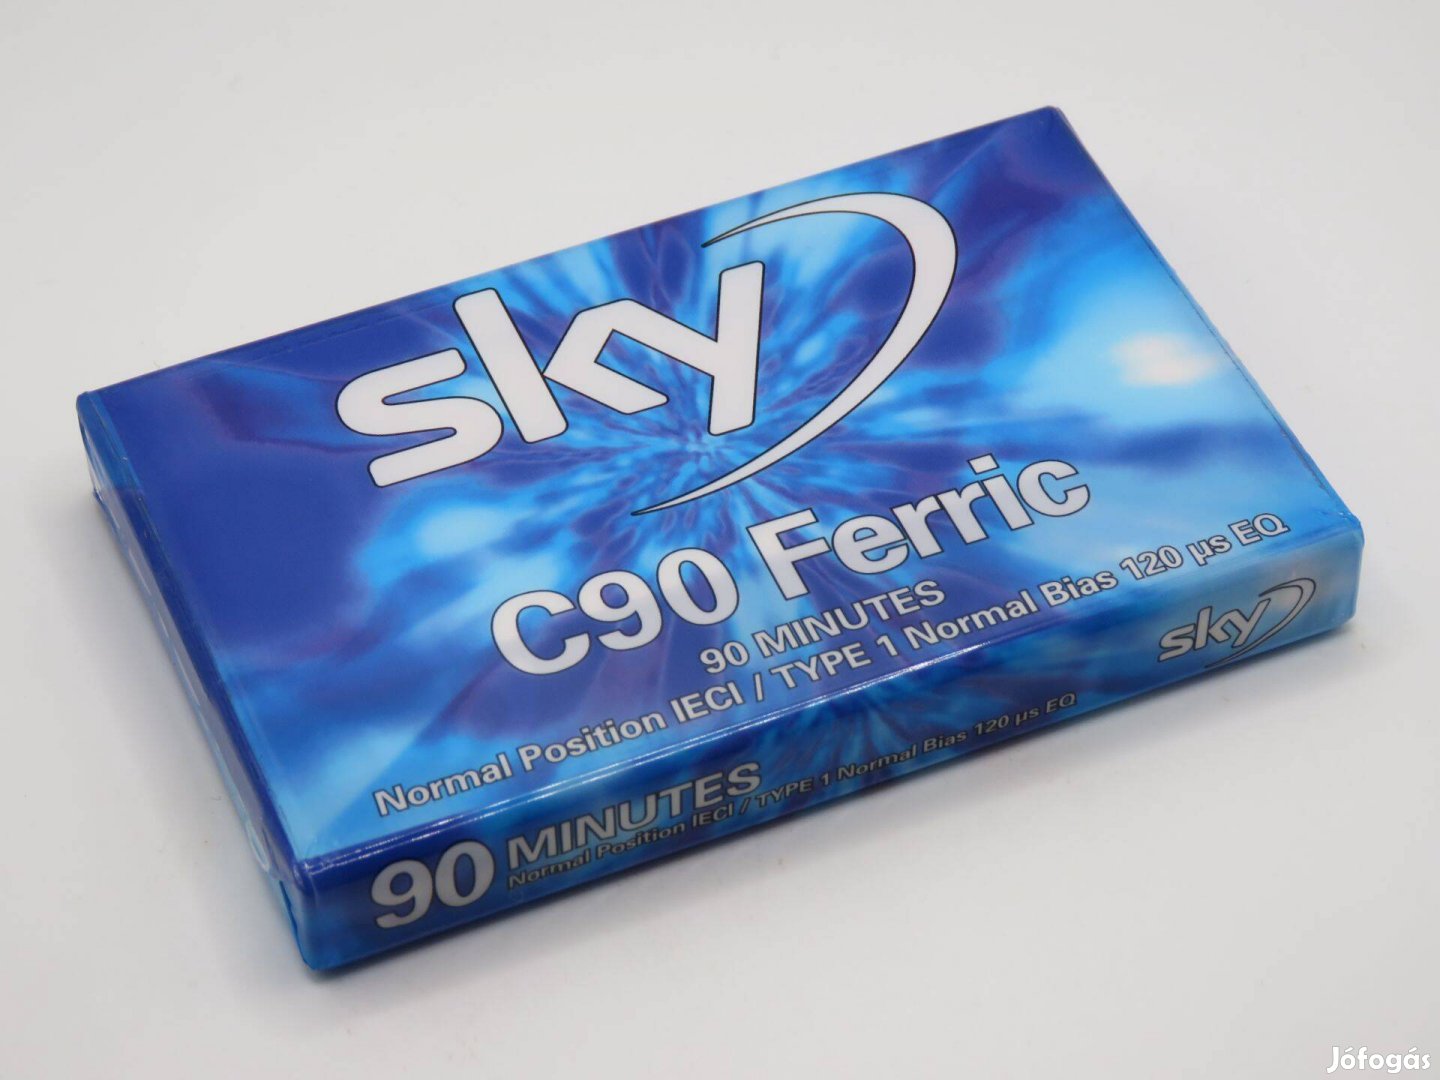 sky
C90 Ferric
90 MINUTES
Normal Position IECI / TYPE 1 Normal Bias 120 µs EQ
90 MINUTES
Normal Position IECI / TYPE 1 Normal Bias 120 µs EQ
sky
Jófogás